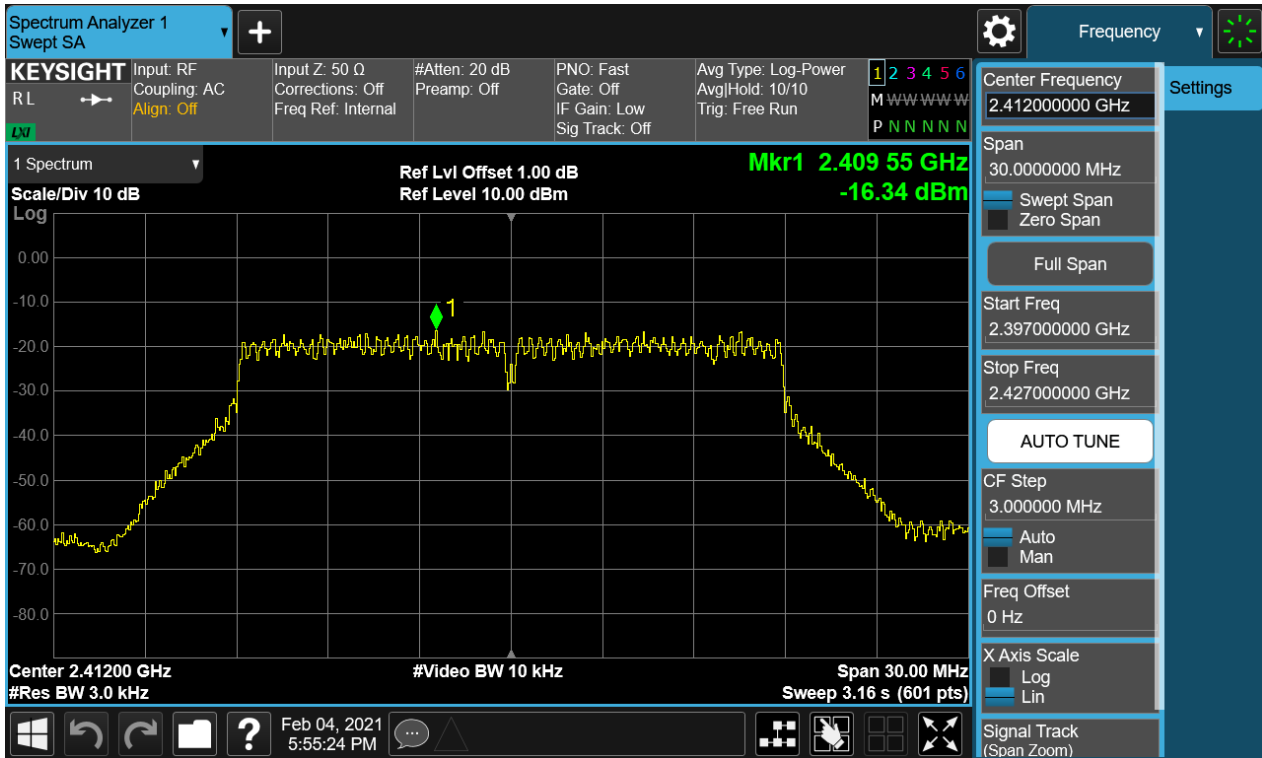 Spectrum Analyzer 1
Swept SA
+
Frequency
KEYSIGHT
R L
LXI
Input: RF
Coupling: AC
Align: Off
Input Z: 50 Ω
Corrections: Off
Freq Ref: Internal
#Atten: 20 dB
Preamp: Off
PNO: Fast
Gate: Off
IF Gain: Low
Sig Track: Off
Avg Type: Log-Power
Avg|Hold: 10/10
Trig: Free Run
1 2 3 4 5 6
M W W W W W
P N N N N N
1 Spectrum
Scale/Div 10 dB
Log
Ref Lvl Offset 1.00 dB
Ref Level 10.00 dBm
Mkr1 2.409 55 GHz
-16.34 dBm
1
0.00
-10.0
-20.0
-30.0
-40.0
-50.0
-60.0
-70.0
-80.0
Center 2.41200 GHz
#Res BW 3.0 kHz
#Video BW 10 kHz
Span 30.00 MHz
Sweep 3.16 s (601 pts)
?
Feb 04, 2021
5:55:24 PM
Center Frequency
2.412000000 GHz
Span
30.0000000 MHz
Swept Span
Zero Span
Full Span
Start Freq
2.397000000 GHz
Stop Freq
2.427000000 GHz
AUTO TUNE
CF Step
3.000000 MHz
Auto
Man
Freq Offset
0 Hz
X Axis Scale
Log
Lin
Signal Track
(Span Zoom)
Settings